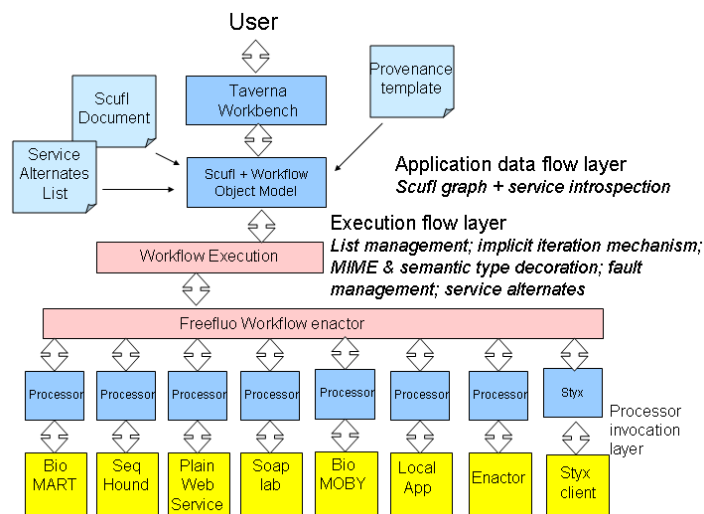 User
Provenance
template
Taverna
Workbench
Scufl
Document
Service
Alternates
List
Scufl + Workflow
Object Model
Application data flow layer
Scufl graph + service introspection
Execution flow layer
List management; implicit iteration mechanism;
MIME & semantic type decoration; fault
management; service alternates
Workflow Execution
Freefluo Workflow enactor
Processor
Processor
Processor
Processor
Processor
Processor
Processor
Styx
Processor
invocation
layer
Bio
MART
Seq
Hound
Plain
Web
Service
Soap
lab
Bio
MOBY
Local
App
Enactor
Styx
client